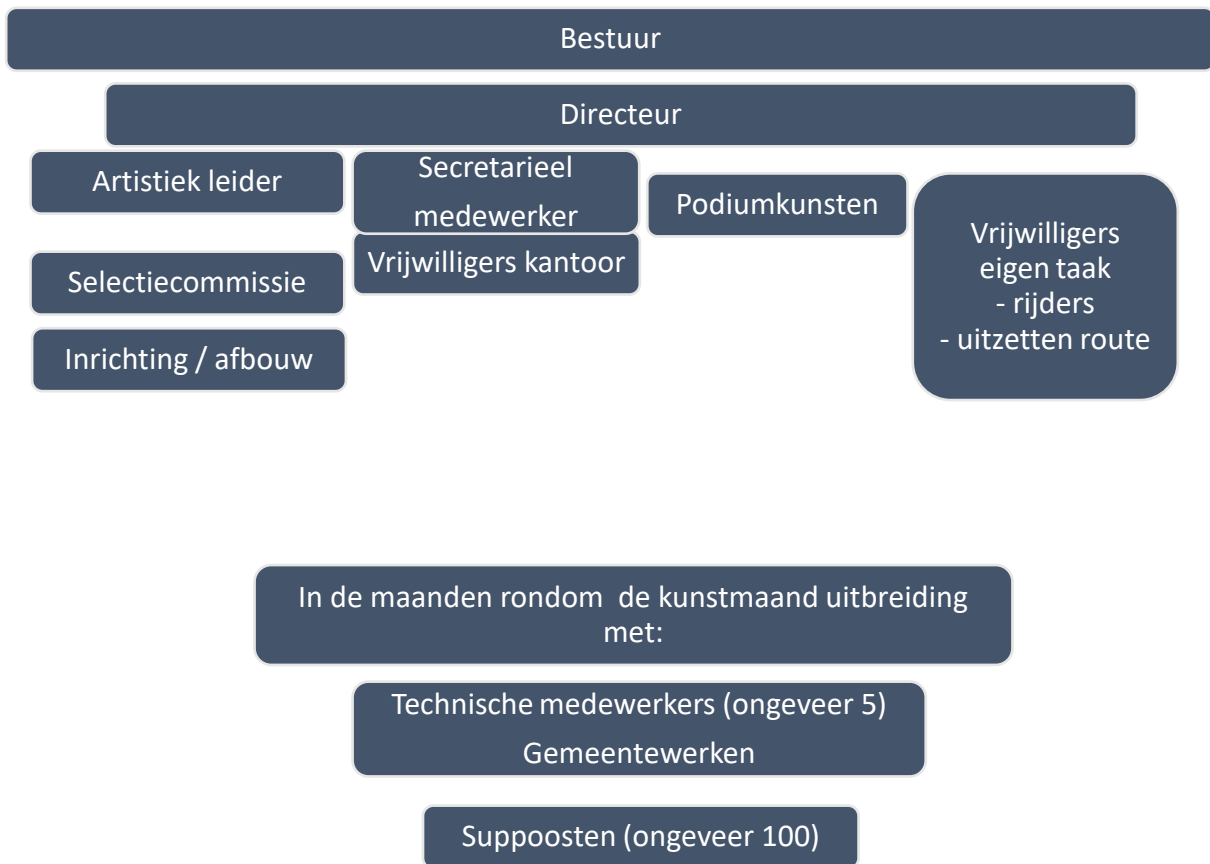 Bestuur
Directeur
Artistiek leider
Selectiecommissie
Inrichting / afbouw
Secretarieel
medewerker
Vrijwilligers kantoor
Podiumkunsten
Vrijwilligers
eigen taak
- rijders
- uitzetten route
In de maanden rondom de kunstmaand uitbreiding
met:
Technische medewerkers (ongeveer 5)
Gemeentewerken
Suppoosten (ongeveer 100)